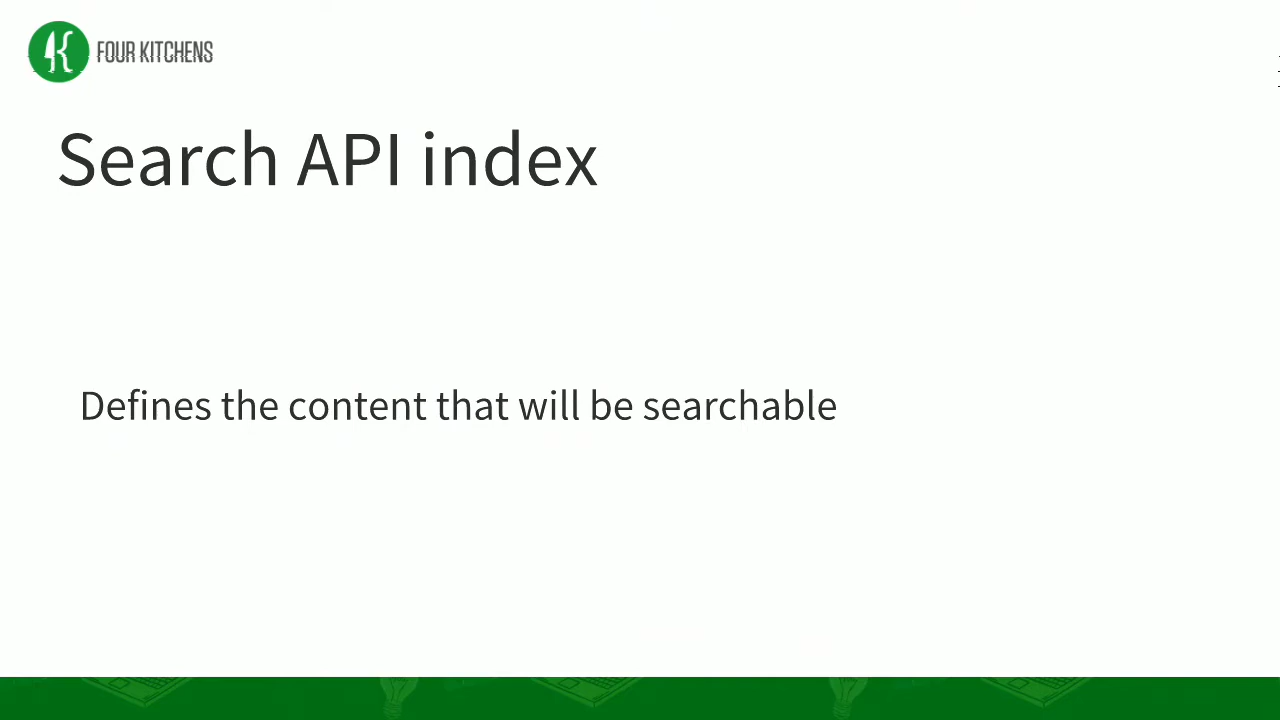 FOUR KITCHENS
Search API index
Defines the content that will be searchable